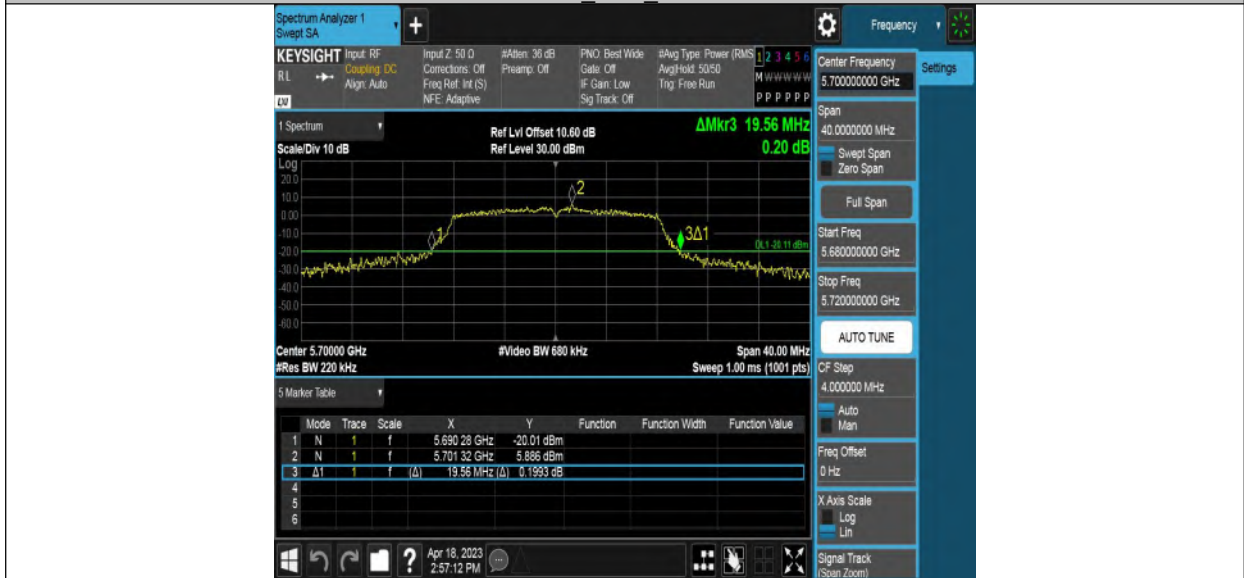 Spectrum Analyzer 1
Swept SA
+
Frequency
KEYSIGHT Input: RF Input Z: 50 Ω #Atten: 36 dB PNO: Best Wide #Avg Type: Power (RMS 1 2 3 4 5 6
RL Coupling: DC Corrections: Off Preamp: Off Gate: Off Avg|Hold: 50/50 M W W W W W
Align: Auto Freq Ref: Int (S) IF Gain: Low Trig: Free Run
NFE: Adaptive Sig Track: Off P P P P P P
1 Spectrum
Ref Lvl Offset 10.60 dB
ΔMkr3 19.56 MHz
Scale/Div 10 dB
Ref Level 30.00 dBm
0.20 dB
Log
20.0
10.0
0.00
-10.0
-20.0
-30.0
-40.0
-50.0
-60.0
2
1
3Δ1
DL1 -20.11 dBm
Center 5.70000 GHz #Video BW 680 kHz Span 40.00 MHz
#Res BW 220 kHz Sweep 1.00 ms (1001 pts)
5 Marker Table
Mode Trace Scale X Y Function Function Width Function Value
1 N 1 f 5.690 28 GHz -20.01 dBm
2 N 1 f 5.701 32 GHz 5.886 dBm
3 Δ1 1 f (Δ) 19.56 MHz (Δ) 0.1993 dB
4
5
6
Apr 18, 2023
2:57:12 PM
Center Frequency
5.700000000 GHz
Settings
Span
40.0000000 MHz
Swept Span
Zero Span
Full Span
Start Freq
5.680000000 GHz
Stop Freq
5.720000000 GHz
AUTO TUNE
CF Step
4.000000 MHz
Auto
Man
Freq Offset
0 Hz
X Axis Scale
Log
Lin
Signal Track
(Span Zoom)